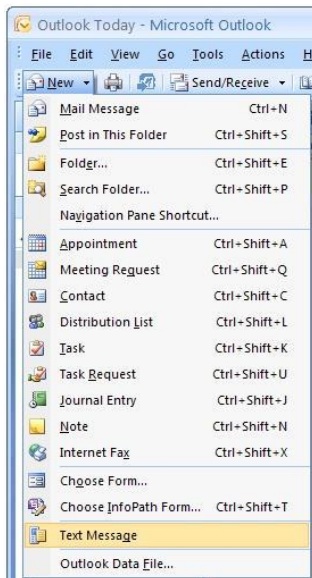 Outlook Today - Microsoft Outlook
File Edit View Go Tools Actions H
New Send/Receive
Mail Message Ctrl+N
Post in This Folder Ctrl+Shift+S
Folder... Ctrl+Shift+E
Search Folder... Ctrl+Shift+P
Navigation Pane Shortcut...
Appointment Ctrl+Shift+A
Meeting Request Ctrl+Shift+Q
Contact Ctrl+Shift+C
Distribution List Ctrl+Shift+L
Task Ctrl+Shift+K
Task Request Ctrl+Shift+U
Journal Entry Ctrl+Shift+J
Note Ctrl+Shift+N
Internet Fax Ctrl+Shift+X
Choose Form...
Choose InfoPath Form... Ctrl+Shift+T
Text Message
Outlook Data File...